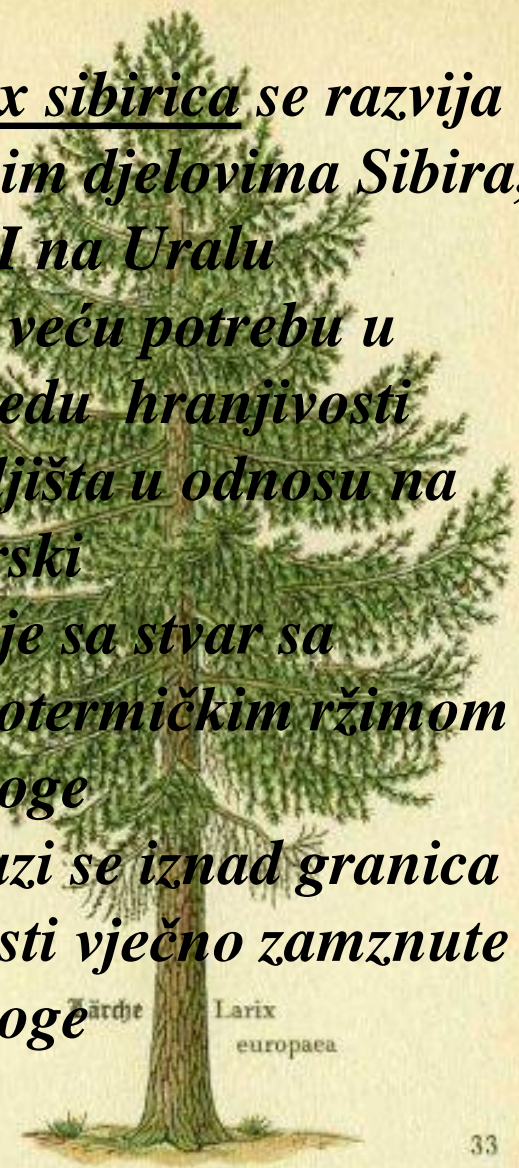 x sibirica se razvija
im djelovima Sibira,
I na Uralu
veću potrebu u
edu hranjivosti
ljišta u odnosu na
rski
je sa stvar sa
otermičkim ržimom
oge
azi se iznad granica
sti vječno zamznute
oge
Lärche Larix
europaea
33